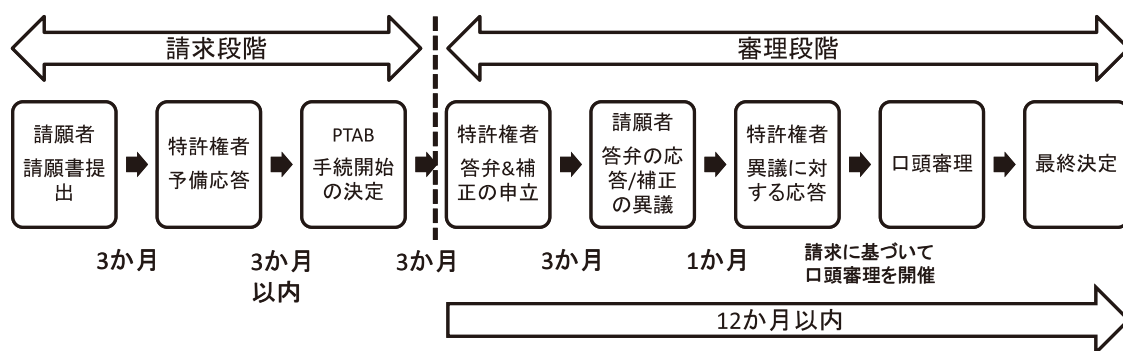 請求段階
審理段階
請願者
請願書提
出
特許権者
予備応答
PTAB
手続開始
の決定
特許権者
答弁&補
正の申立
請願者
答弁の応
答/補正
の異議
特許権者
異議に対
する応答
口頭審理
最終決定
3か月
3か月
以内
3か月
3か月
1か月
請求に基づいて
口頭審理を開催
12か月以内